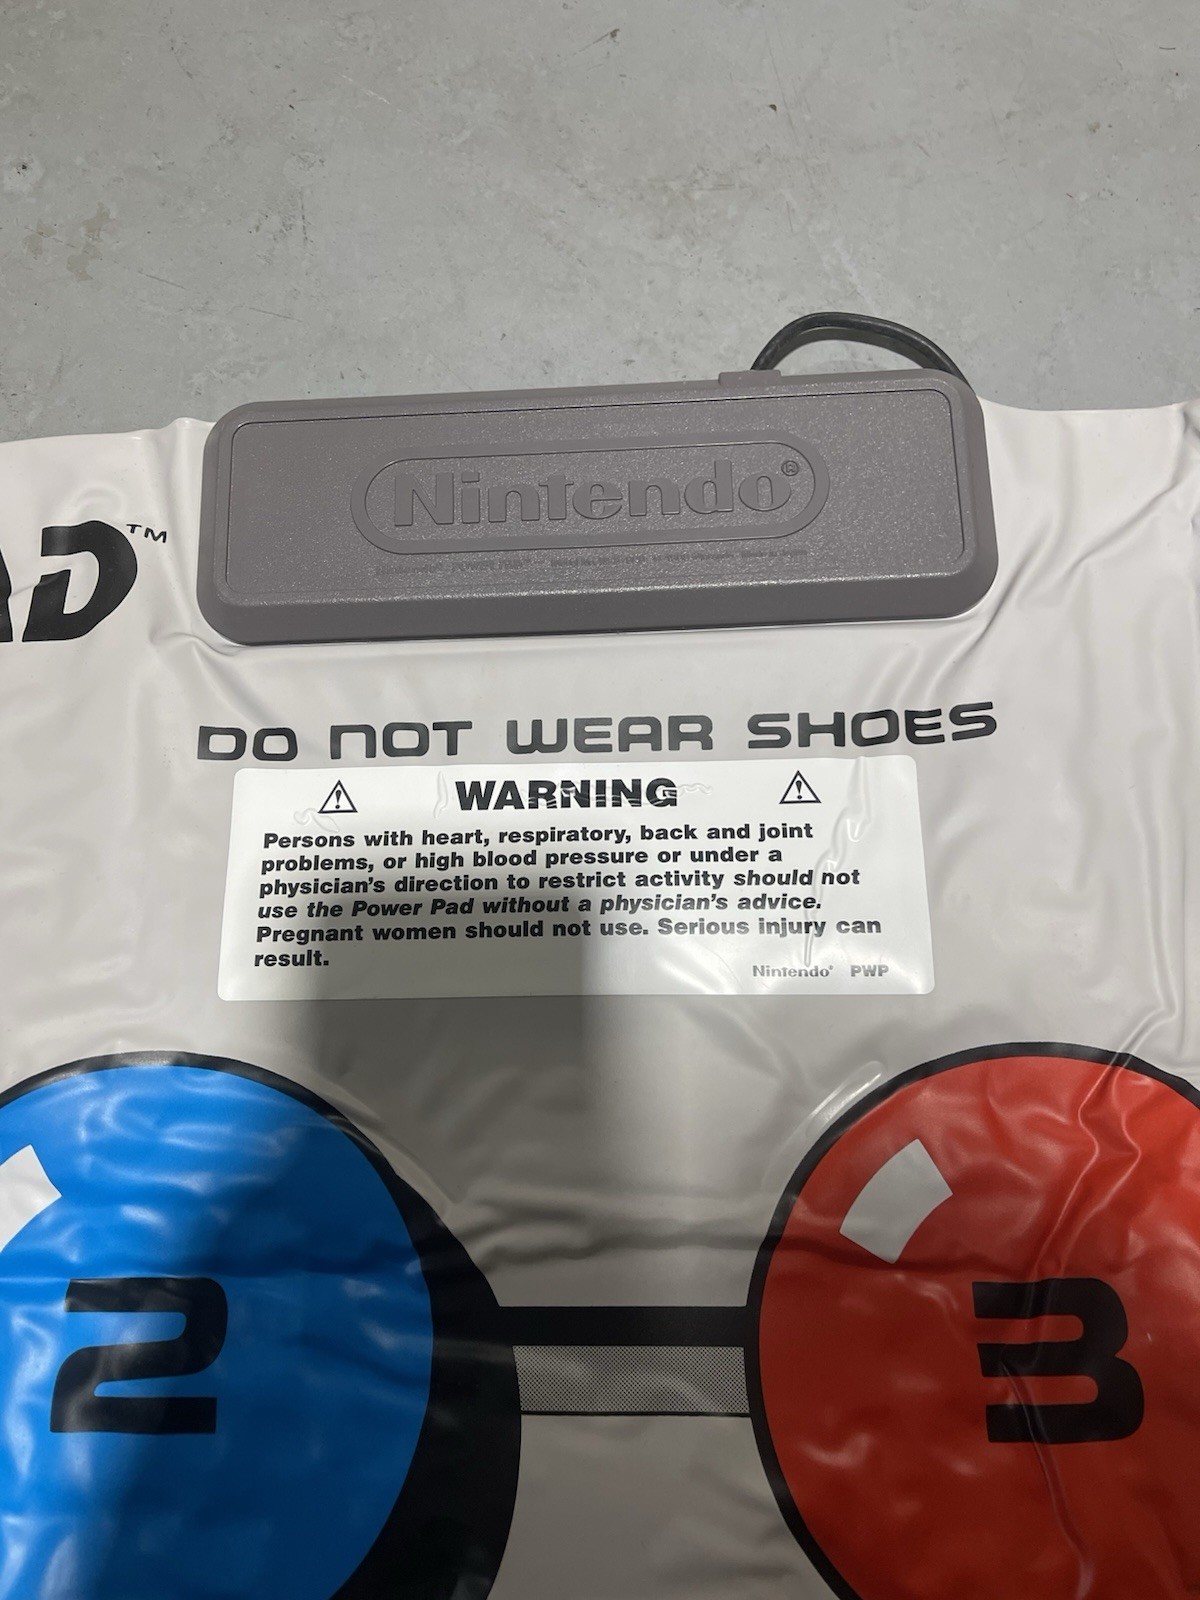 Nintendo®
AD™
DO NOT WEAR SHOES
⚠ WARNING ⚠
Persons with heart, respiratory, back and joint
problems, or high blood pressure or under a
physician's direction to restrict activity should not
use the Power Pad without a physician's advice.
Pregnant women should not use. Serious injury can
result.
Nintendo® PWP
2
3